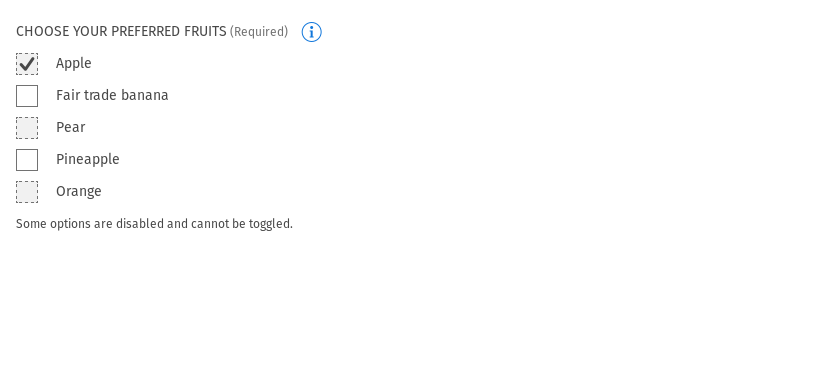 CHOOSE YOUR PREFERRED FRUITS (Required)
Apple
Fair trade banana
Pear
Pineapple
Orange
Some options are disabled and cannot be toggled.